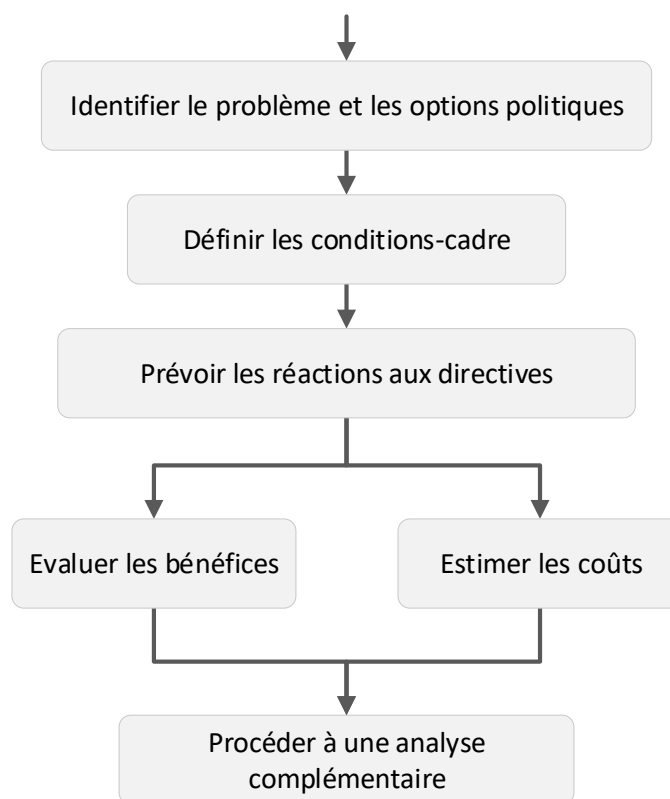 Identifier le problème et les options politiques
Définir les conditions-cadre
Prévoir les réactions aux directives
Evaluer les bénéfices
Estimer les coûts
Procéder à une analyse
complémentaire